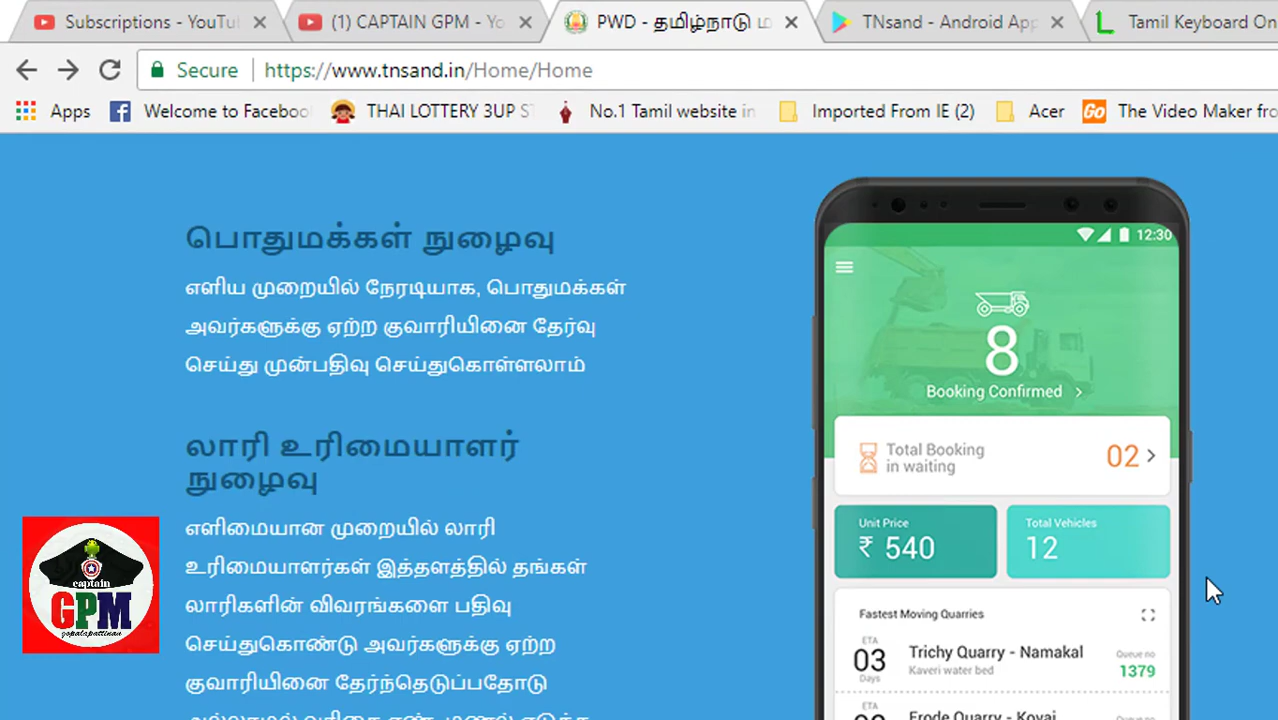 Subscriptions - YouTu
(1) CAPTAIN GPM - Yo
PWD - தமிழ்நாடு ம
TNsand - Android App
Tamil Keyboard On
Secure
https://www.tnsand.in/Home/Home
Apps
Welcome to Faceboo
THAI LOTTERY 3UP S
No.1 Tamil website in
Imported From IE (2)
Acer
Go
The Video Maker fro
பொதுமக்கள் நுழைவு
எளிய முறையில் நேரடியாக, பொதுமக்கள்
அவர்களுக்கு ஏற்ற குவாரியினை தேர்வு
செய்து முன்பதிவு செய்துகொள்ளலாம்
லாரி உரிமையாளர்
நுழைவு
எளிமையான முறையில் லாரி
உரிமையாளர்கள் இத்தளத்தில் தங்கள்
லாரிகளின் விவரங்களை பதிவு
செய்துகொண்டு அவர்களுக்கு ஏற்ற
குவாரியினை தேர்ந்தெடுப்பதோடு
captain
GPM
gopalapattinam
12:30
8
Booking Confirmed
Total Booking
in waiting
02
Unit Price
₹ 540
Total Vehicles
12
Fastest Moving Quarries
ETA
03
Days
Trichy Quarry - Namakal
Kaveri water bed
Queue no
1379
ETA
Erode Quarry - Kovai
Queue no